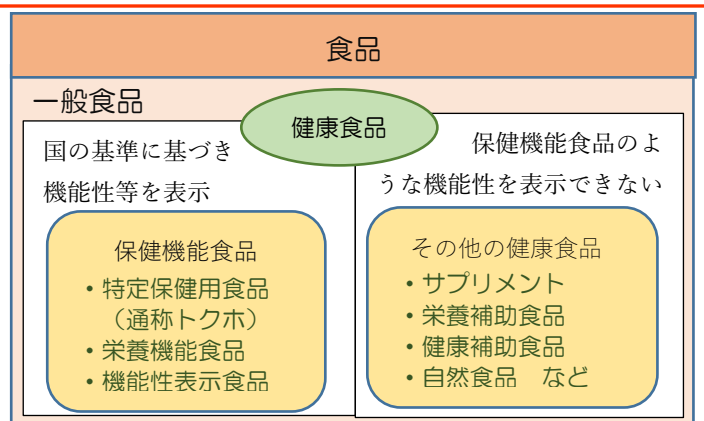 食品
一般食品
健康食品
国の基準に基づき
機能性等を表示
保健機能食品
・特定保健用食品
（通称トクホ）
・栄養機能食品
・機能性表示食品
保健機能食品のよ
うな機能性を表示できない
その他の健康食品
・サプリメント
・栄養補助食品
・健康補助食品
・自然食品　など